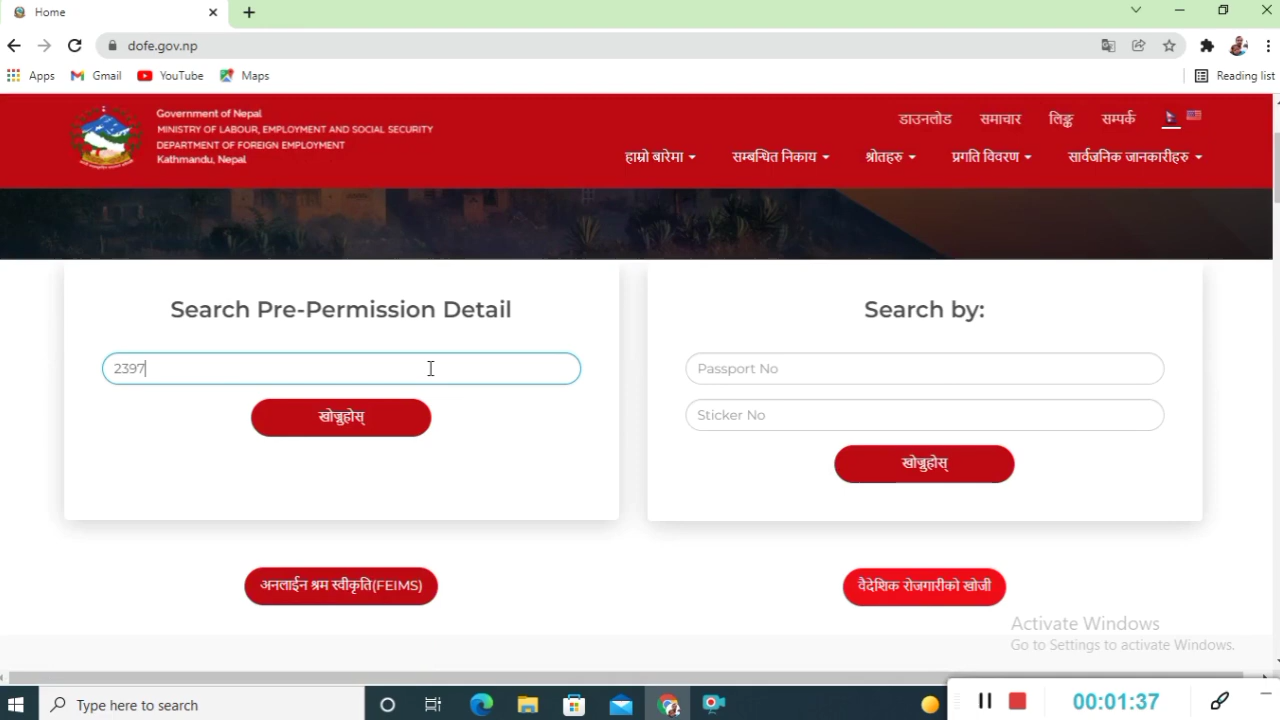 Home
dofe.gov.np
Apps Gmail YouTube Maps Reading list
Government of Nepal
MINISTRY OF LABOUR, EMPLOYMENT AND SOCIAL SECURITY
DEPARTMENT OF FOREIGN EMPLOYMENT
Kathmandu, Nepal
डाउनलोड समाचार लिङ्क सम्पर्क
हाम्रो बारेमा सम्बन्धित निकाय श्रोतहरु प्रगति विवरण सार्वजनिक जानकारीहरु
Search Pre-Permission Detail
2397
खोज्नुहोस्
Search by:
Passport No
Sticker No
खोज्नुहोस्
अनलाईन श्रम स्वीकृति(FEIMS)
वैदेशिक रोजगारीको खोजी
Activate Windows
Go to Settings to activate Windows.
Type here to search
00:01:37